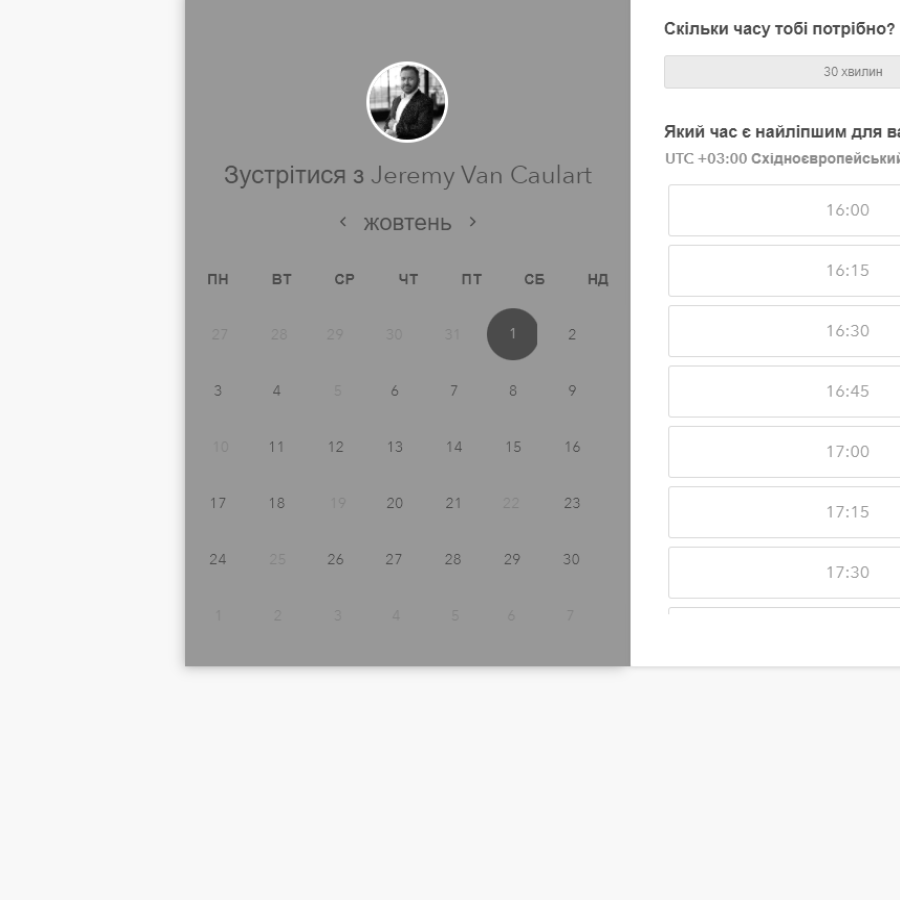 Зустрітися з Jeremy Van Caulart
жовтень
ПН ВТ СР ЧТ ПТ СБ НД
27 28 29 30 31 1 2
3 4 5 6 7 8 9
10 11 12 13 14 15 16
17 18 19 20 21 22 23
24 25 26 27 28 29 30
1 2 3 4 5 6 7
Скільки часу тобі потрібно?
30 хвилин
Який час є найліпшим для ва
UTC +03:00 Східноєвропейський
16:00
16:15
16:30
16:45
17:00
17:15
17:30